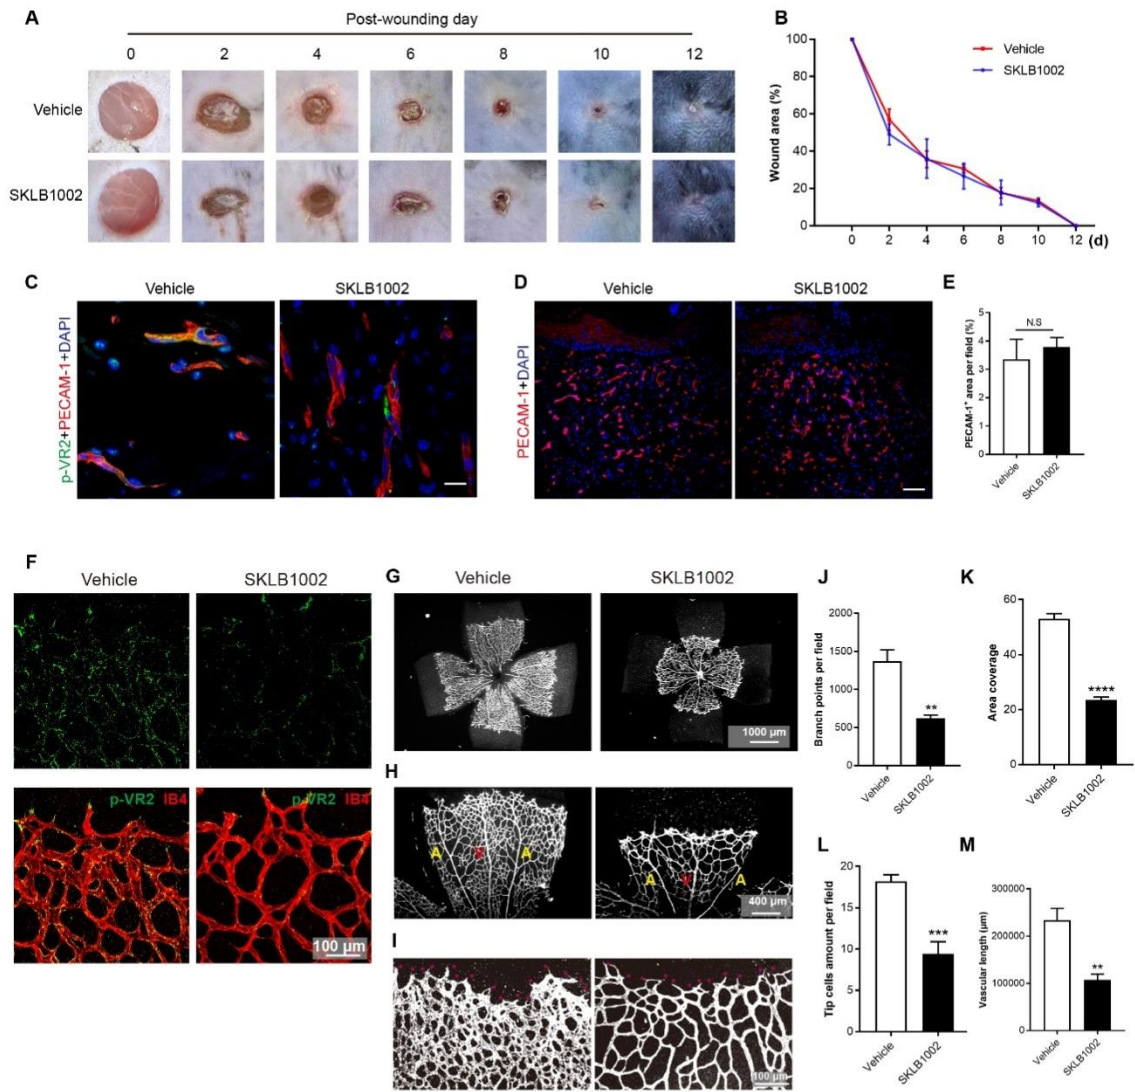 A
Post-wounding day
0 2 4 6 8 10 12
Vehicle
SKLB1002
B
Wound area (%)
100
80
60
40
20
0
0 2 4 6 8 10 12 (d)
Vehicle
SKLB1002
C
Vehicle SKLB1002
p-VR2+PECAM-1+DAPI
D
Vehicle SKLB1002
PECAM-1+DAPI
E
PECAM-1+ area per field (%)
5
4
3
2
1
0
N.S
Vehicle
SKLB1002
F
Vehicle SKLB1002
p-VR2 IB4
p-VR2 IB4
100 μm
G
Vehicle SKLB1002
1000 μm
H
A V A
A V A
400 μm
I
100 μm
J
Branch points per field
2000
1500
1000
500
0
**
Vehicle
SKLB1002
K
Area coverage
60
40
20
0
****
Vehicle
SKLB1002
L
Tip cells amount per field
20
15
10
5
0
***
Vehicle
SKLB1002
M
Vascular length (μm)
300000
200000
100000
0
**
Vehicle
SKLB1002